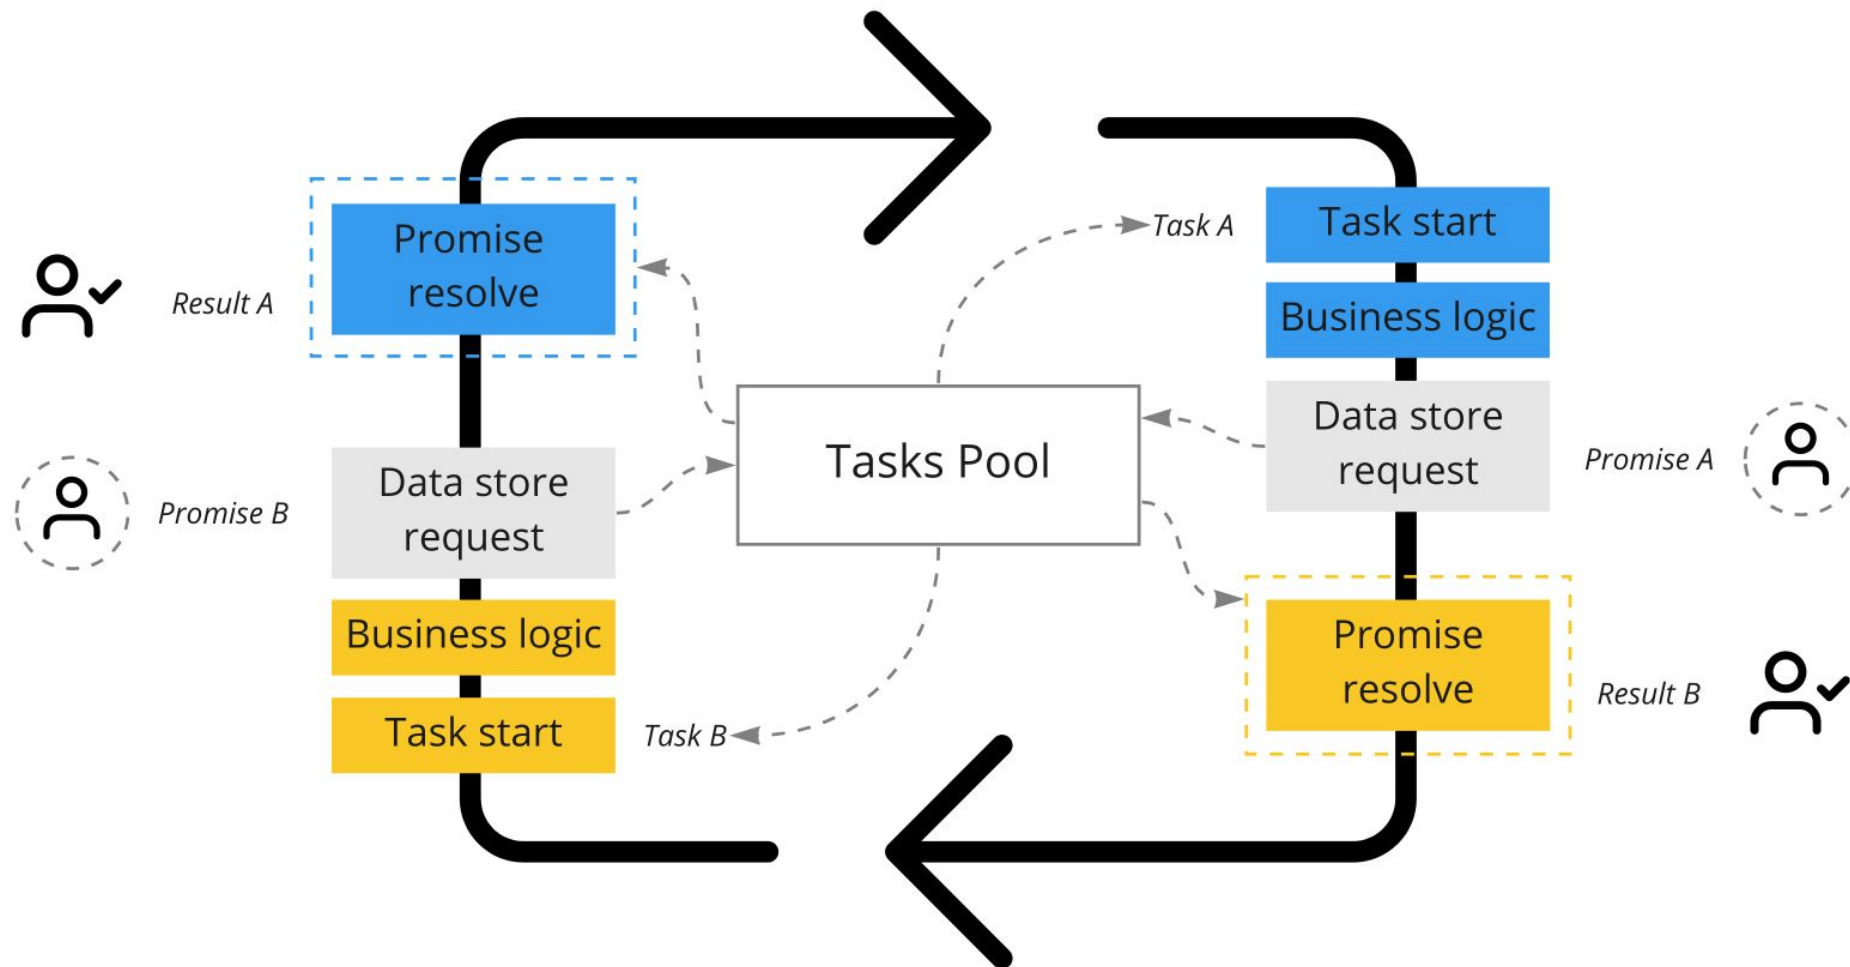 Task A
Task start
Promise
resolve
Result A
Business logic
Data store
request
Tasks Pool
Promise A
Data store
request
Promise B
Business logic
Promise
resolve
Result B
Task start
Task B